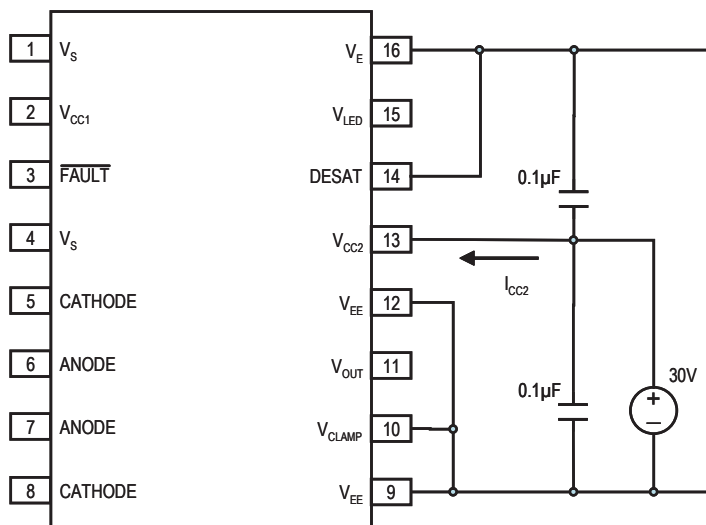 1 V_S V_E 16
2 V_CC1 V_LED 15
3 FAULT DESAT 14
0.1µF
4 V_S V_CC2 13
I_CC2
5 CATHODE V_EE 12
6 ANODE V_OUT 11
30V
0.1µF
+
–
7 ANODE V_CLAMP 10
8 CATHODE V_EE 9